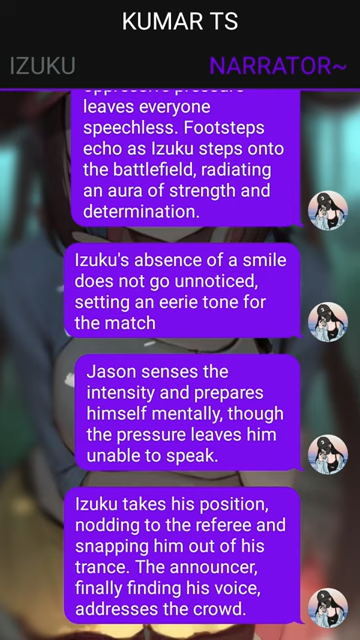 KUMAR TS
IZUKU
NARRATOR~
oppressive pressure
leaves everyone
speechless. Footsteps
echo as Izuku steps onto
the battlefield, radiating
an aura of strength and
determination.
Izuku's absence of a smile
does not go unnoticed,
setting an eerie tone for
the match
Jason senses the
intensity and prepares
himself mentally, though
the pressure leaves him
unable to speak.
Izuku takes his position,
nodding to the referee and
snapping him out of his
trance. The announcer,
finally finding his voice,
addresses the crowd.